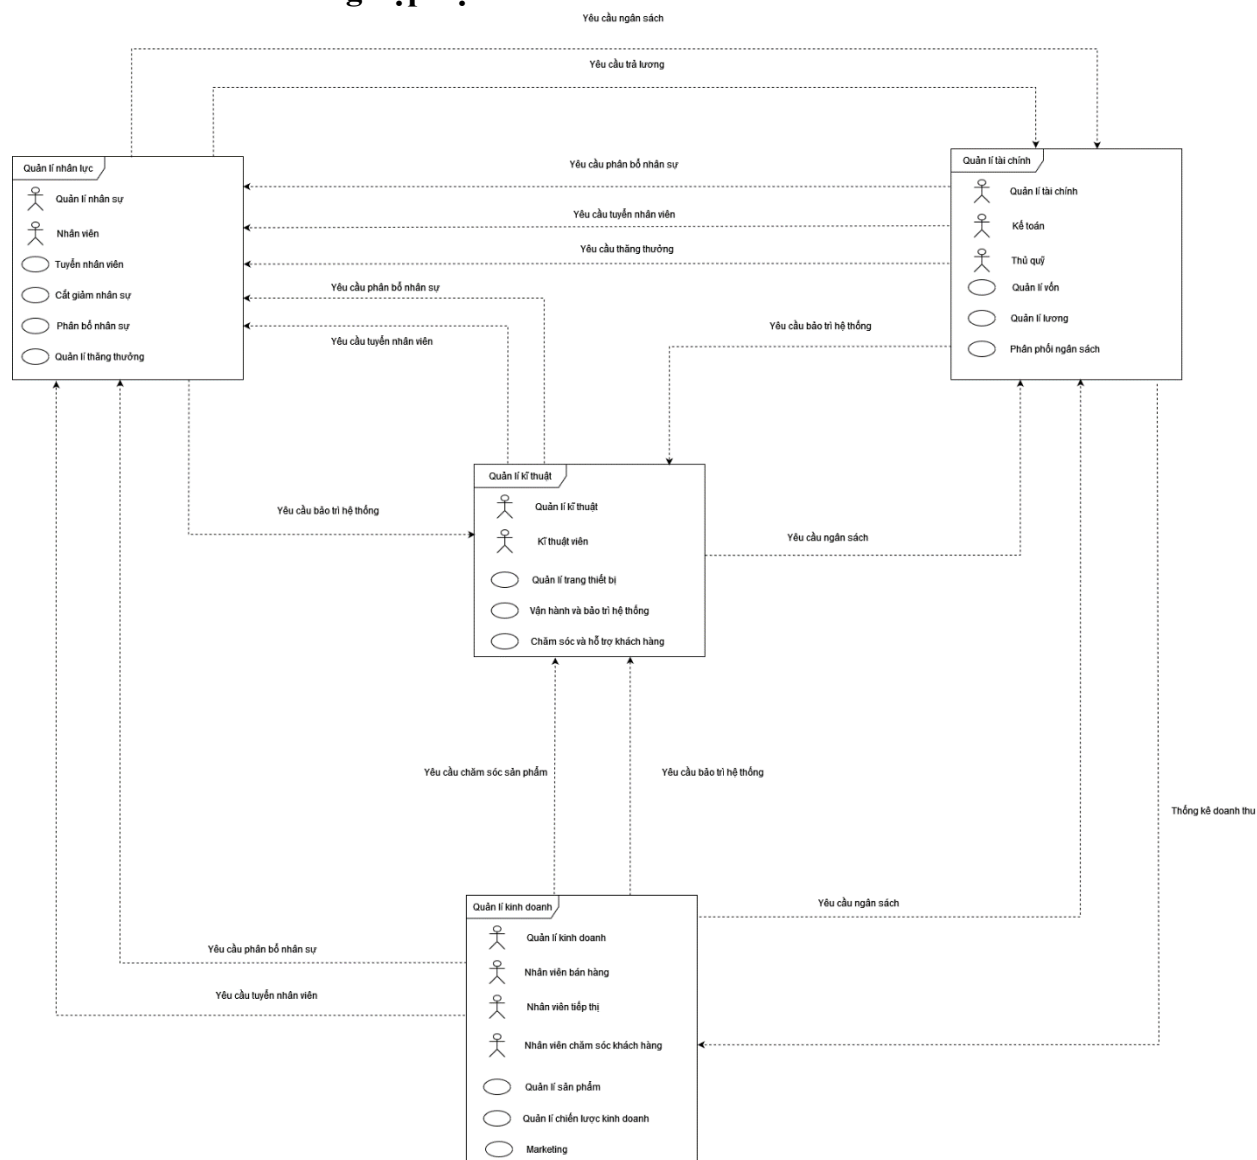 Yêu cầu ngân sách
Yêu cầu trả lương
Quản lí nhân lực
Quản lí nhân sự
Nhân viên
Tuyển nhân viên
Cắt giảm nhân sự
Phân bổ nhân sự
Quản lí thăng thưởng
Quản lí tài chính
Quản lí tài chính
Kế toán
Thủ quỹ
Quản lí vốn
Quản lí lương
Phân phối ngân sách
Yêu cầu phân bổ nhân sự
Yêu cầu tuyển nhân viên
Yêu cầu thăng thưởng
Yêu cầu phân bổ nhân sự
Yêu cầu tuyển nhân viên
Yêu cầu bảo trì hệ thống
Quản lí kĩ thuật
Quản lí kĩ thuật
Kĩ thuật viên
Quản lí trang thiết bị
Vận hành và bảo trì hệ thống
Chăm sóc và hỗ trợ khách hàng
Yêu cầu bảo trì hệ thống
Yêu cầu ngân sách
Yêu cầu chăm sóc sản phẩm
Yêu cầu bảo trì hệ thống
Thống kê doanh thu
Quản lí kinh doanh
Quản lí kinh doanh
Nhân viên bán hàng
Nhân viên tiếp thị
Nhân viên chăm sóc khách hàng
Quản lí sản phẩm
Quản lí chiến lược kinh doanh
Marketing
Yêu cầu ngân sách
Yêu cầu phân bổ nhân sự
Yêu cầu tuyển nhân viên